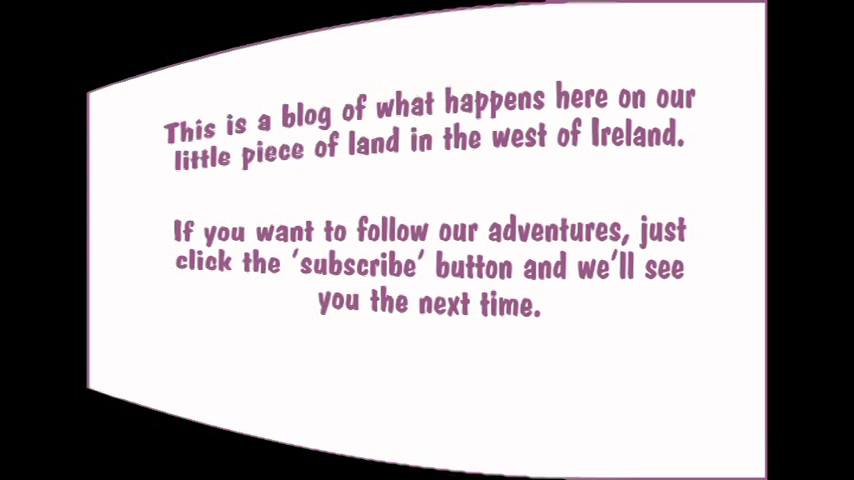 This is a blog of what happens here on our
little piece of land in the west of Ireland.
If you want to follow our adventures, just
click the ‘subscribe’ button and we’ll see
you the next time.